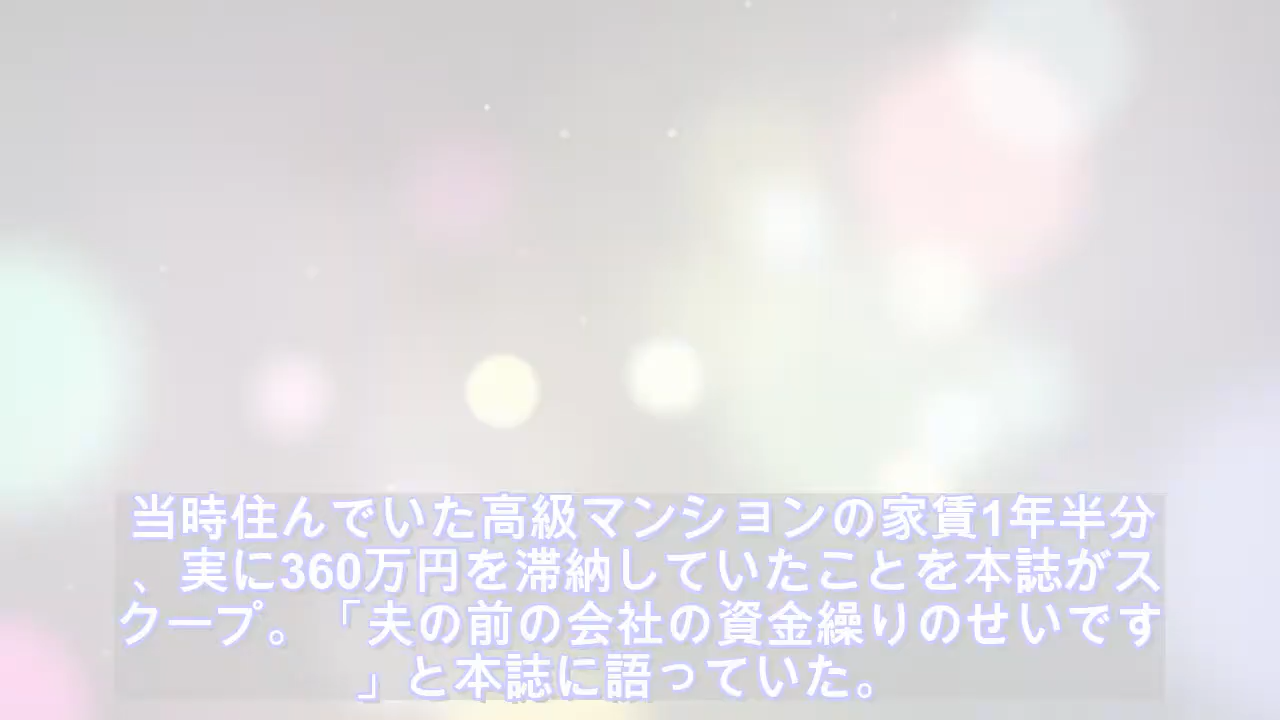 当時住んでいた高級マンションの家賃1年半分
、実に360万円を滞納していたことを本誌がス
クープ。「夫の前の会社の資金繰りのせいです
」と本誌に語っていた。